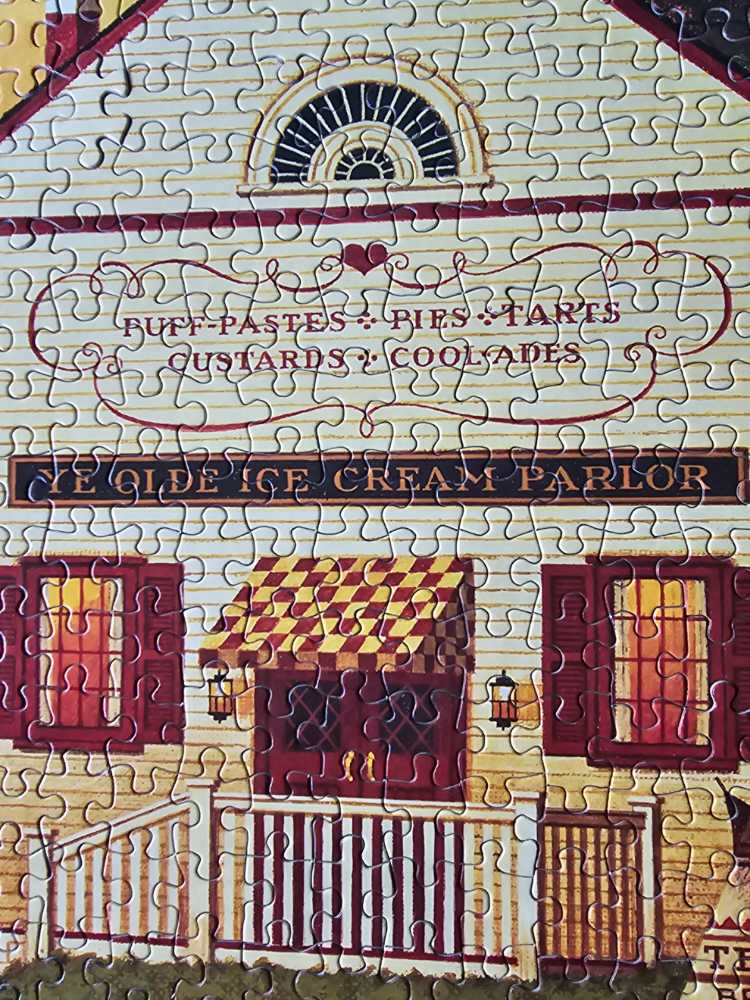 PUFF-PASTES PIES TARTS
CUSTARDS COOL-ADES
YE OLDE ICE CREAM PARLOR